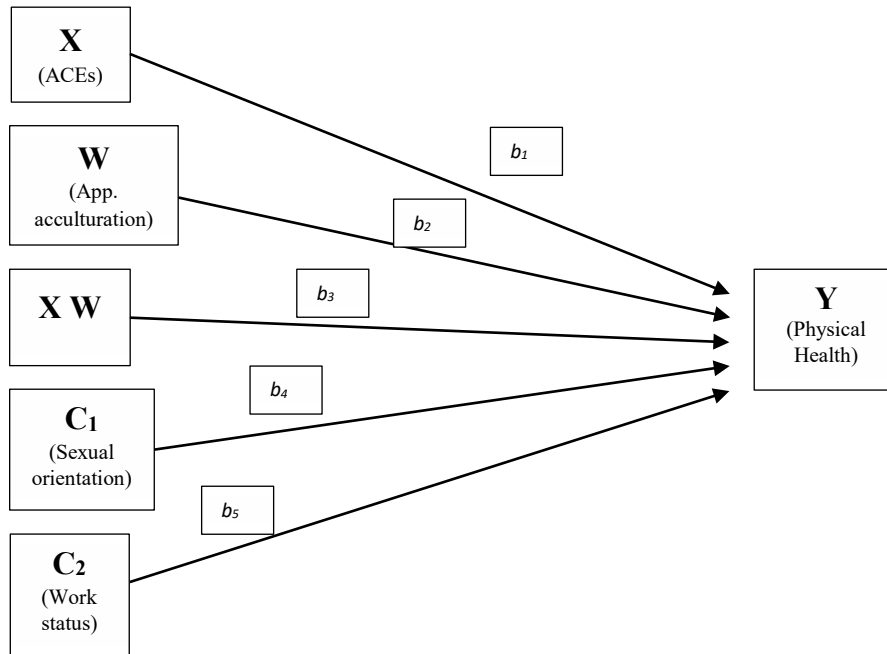 X
(ACEs)
b₁
W
(App.
acculturation)
b₂
X W
b₃
Y
(Physical
Health)
C₁
(Sexual
orientation)
b₄
C₂
(Work
status)
b₅